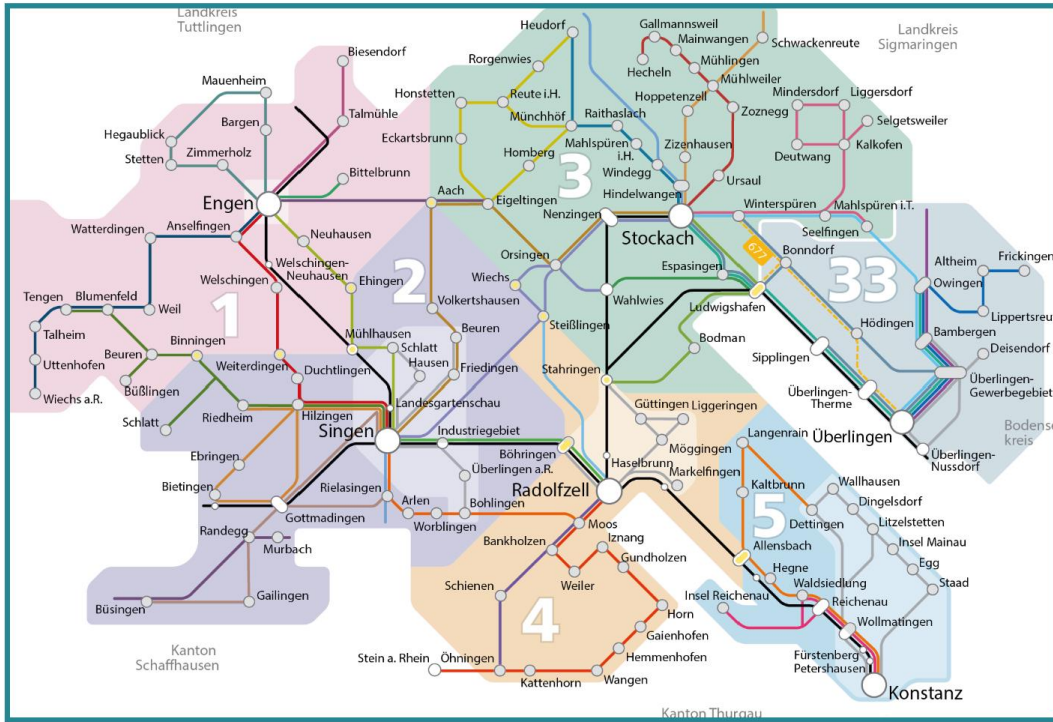 Landkreis
Tuttlingen
Landkreis
Sigmaringen
Heudorf
Gallmannsweil
Mainwangen
Schwackenreute
Biesendorf
Rorgenwies
Mühlingen
Hecheln
Mühlweiler
Mauenheim
Honstetten
Reute i.H.
Hoppetenzell
Mindersdorf
Liggersdorf
Talmühle
Münchhöf
Raithaslach
Zoznegg
Selgetsweiler
Hegaublick
Bargen
Eckartsbrunn
Mahlspüren
i.H.
Zizenhausen
Deutwang
Kalkofen
Stetten
Zimmerholz
Homberg
3
Windegg
Bittelbrunn
Hindelwangen
Ursaul
Aach
Engen
Eigeltingen
Nenzingen
Winterspüren
Mahlspüren i.T.
Watterdingen
Anselfingen
Neuhausen
Stockach
Seelfingen
677
Bonndorf
Welschingen-
Neuhausen
Orsingen
Espasingen
33
Altheim
Frickingen
Tengen
Blumenfeld
Welschingen
Ehingen
2
Wiechs
Wahlwies
Ludwigshafen
Owingen
1
Weil
Volkertshausen
Steißlingen
Lippertsreute
Talheim
Binningen
Mühlhausen
Beuren
Hödingen
Bambergen
Beuren
Schlatt
Bodman
Sipplingen
Deisendorf
Uttenhofen
Weiterdingen
Duchtlingen
Hausen
Friedingen
Stahringen
Büßlingen
Überlingen-
Therme
Überlingen-
Gewerbegebiet
Wiechs a.R.
Schlatt
Riedheim
Hilzingen
Landesgartenschau
Güttingen
Liggeringen
Singen
Industriegebiet
Langenrain
Überlingen
Bodense
kreis
Ebringen
Böhringen
Möggingen
Überlingen a.R.
Haselbrunn
Markelfingen
Kaltbrunn
Wallhausen
Überlingen-
Nussdorf
Bietingen
Rielasingen
Radolfzell
5
Dingelsdorf
Arlen
Bohlingen
Gottmadingen
Worblingen
Moos
Dettingen
Litzelstetten
Randegg
Murbach
Bankholzen
Iznang
Allensbach
Insel Mainau
Gundholzen
Hegne
Egg
Schienen
Weiler
Waldsiedlung
Staad
Büsingen
Gailingen
4
Insel Reichenau
Reichenau
Horn
Wollmatingen
Gaienhofen
Kanton
Schaffhausen
Hemmenhofen
Fürstenberg
Stein a. Rhein
Öhningen
Petershausen
Kattenhorn
Wangen
Konstanz
Kanton Thurgau